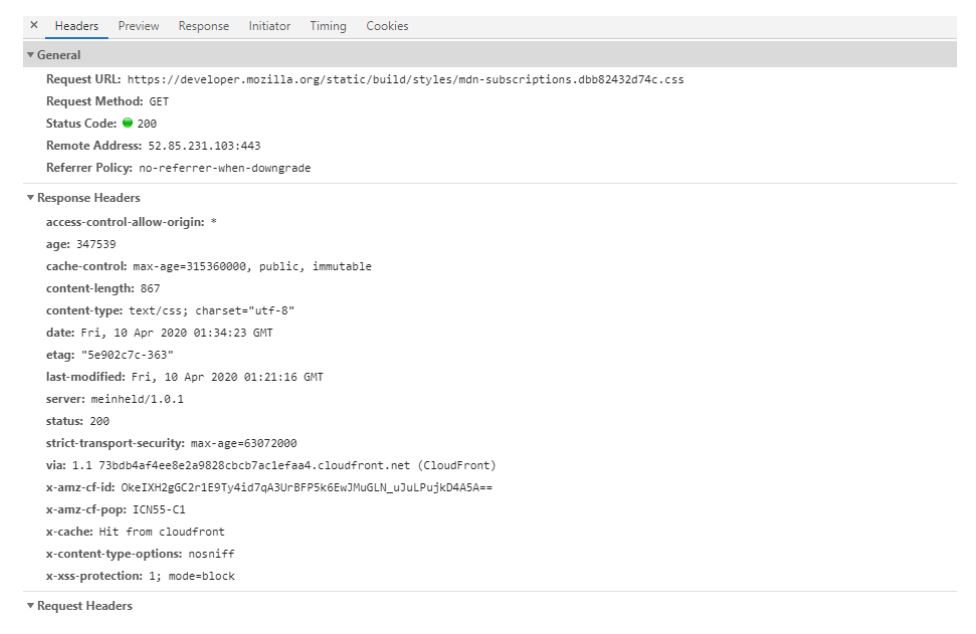 × Headers Preview Response Initiator Timing Cookies
▼ General
Request URL: https://developer.mozilla.org/static/build/styles/mdn-subscriptions.dbb82432d74c.css
Request Method: GET
Status Code: 200
Remote Address: 52.85.231.103:443
Referrer Policy: no-referrer-when-downgrade
▼ Response Headers
access-control-allow-origin: *
age: 347539
cache-control: max-age=315360000, public, immutable
content-length: 867
content-type: text/css; charset="utf-8"
date: Fri, 10 Apr 2020 01:34:23 GMT
etag: "5e902c7c-363"
last-modified: Fri, 10 Apr 2020 01:21:16 GMT
server: meinheld/1.0.1
status: 200
strict-transport-security: max-age=63072000
via: 1.1 73bdb4af4ee8e2a9828cbcb7ac1efaa4.cloudfront.net (CloudFront)
x-amz-cf-id: OkeIXH2gGC2r1E9Ty4id7qA3UrBFP5k6EwJMuGLN_uJuLPujkD4A5A==
x-amz-cf-pop: ICN55-C1
x-cache: Hit from cloudfront
x-content-type-options: nosniff
x-xss-protection: 1; mode=block
▼ Request Headers